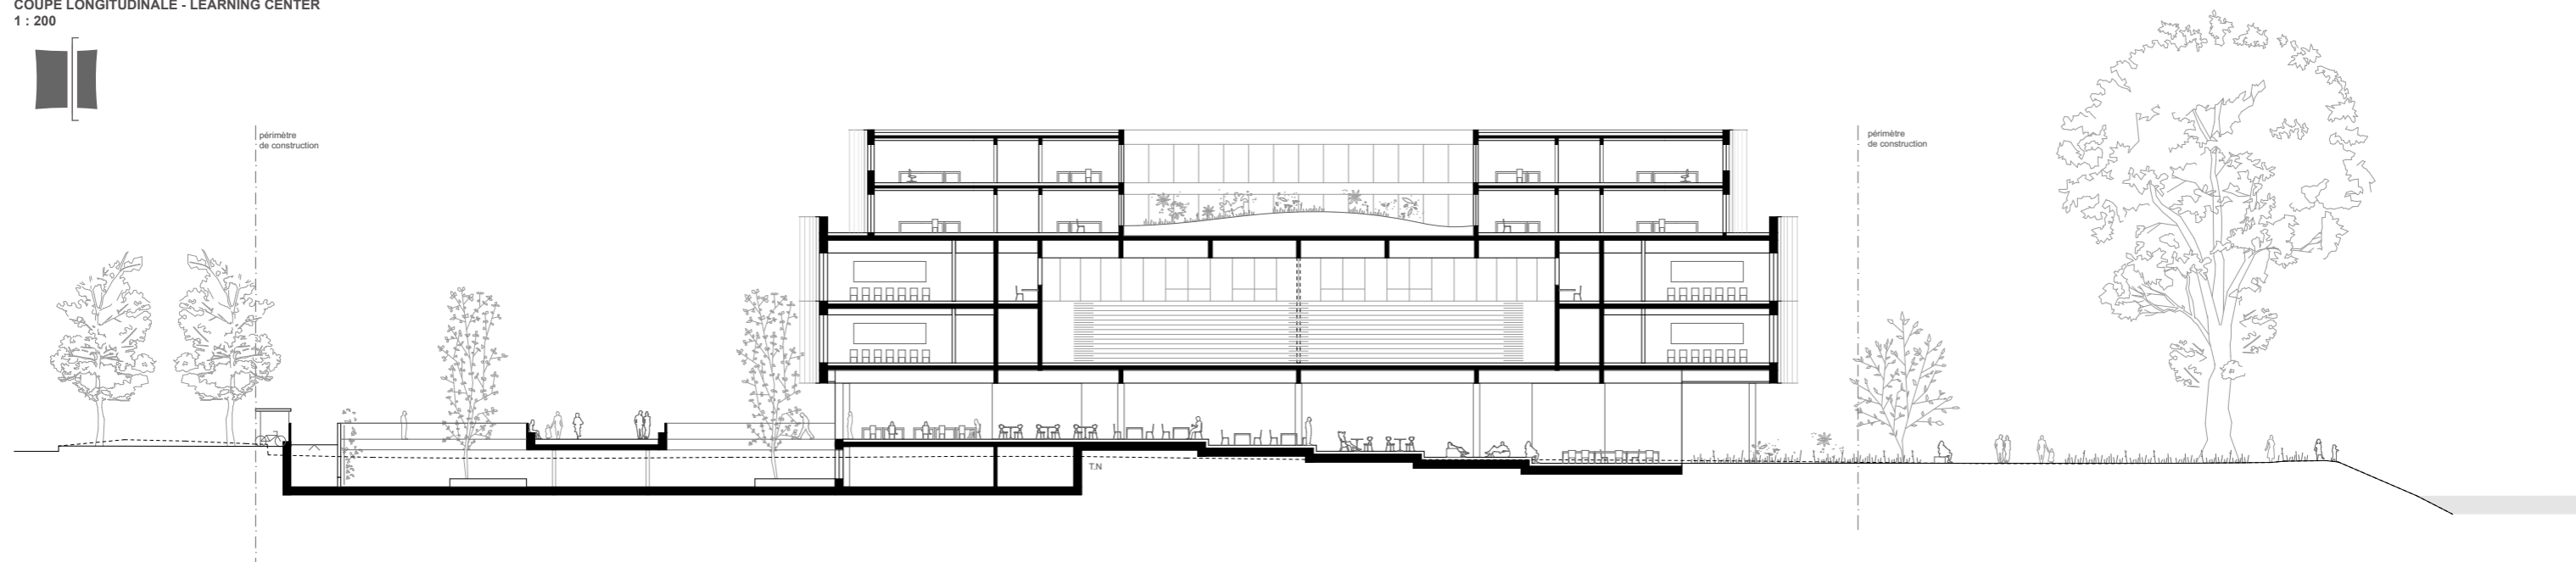 COUPE LONGITUDINALE - LEARNING CENTER
1 : 200
périmètre
de construction
périmètre
de construction
T.N